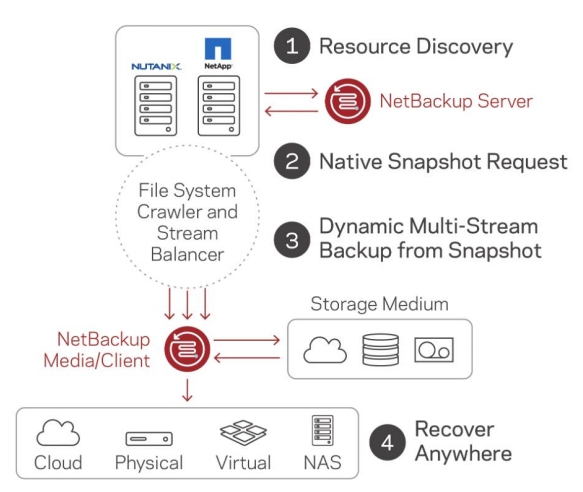 NUTANIX
NetApp
1 Resource Discovery
NetBackup Server
2 Native Snapshot Request
File System
Crawler and
Stream
Balancer
3 Dynamic Multi-Stream
Backup from Snapshot
Storage Medium
NetBackup
Media/Client
Cloud
Physical
Virtual
NAS
4 Recover
Anywhere